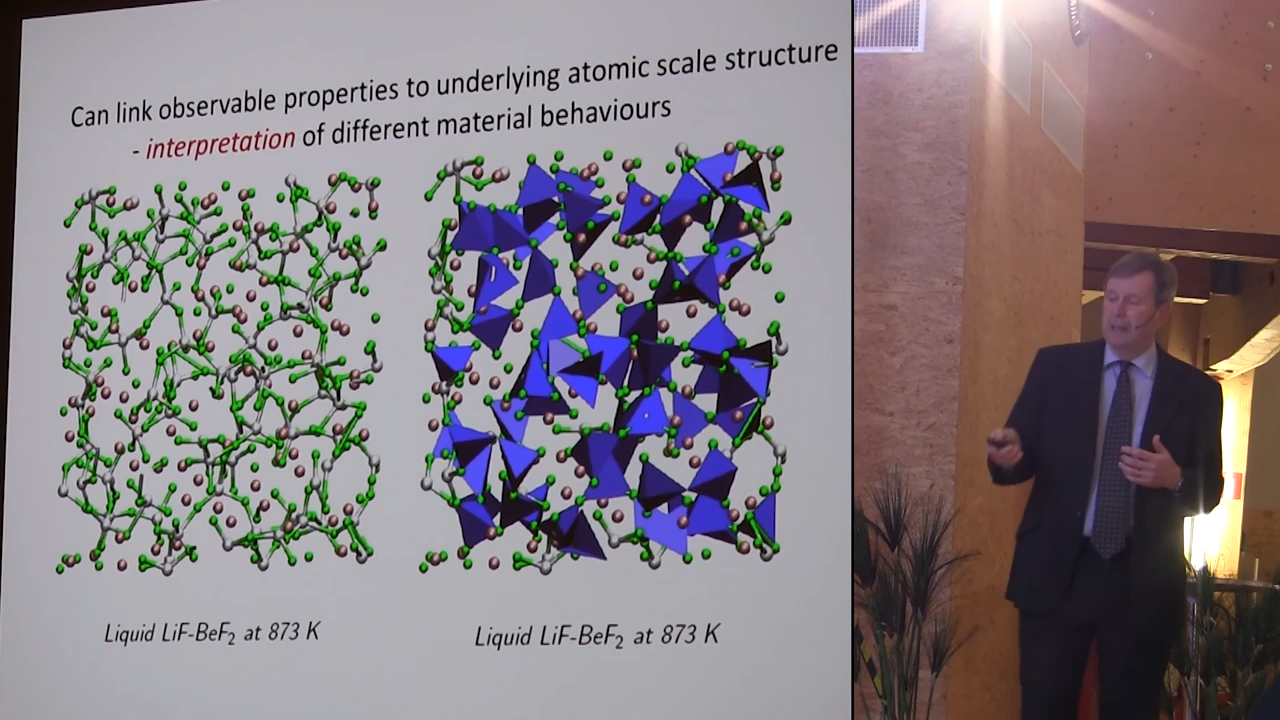 Can link observable properties to underlying atomic scale structure
- interpretation of different material behaviours
Liquid LiF-BeF₂ at 873 K
Liquid LiF-BeF₂ at 873 K